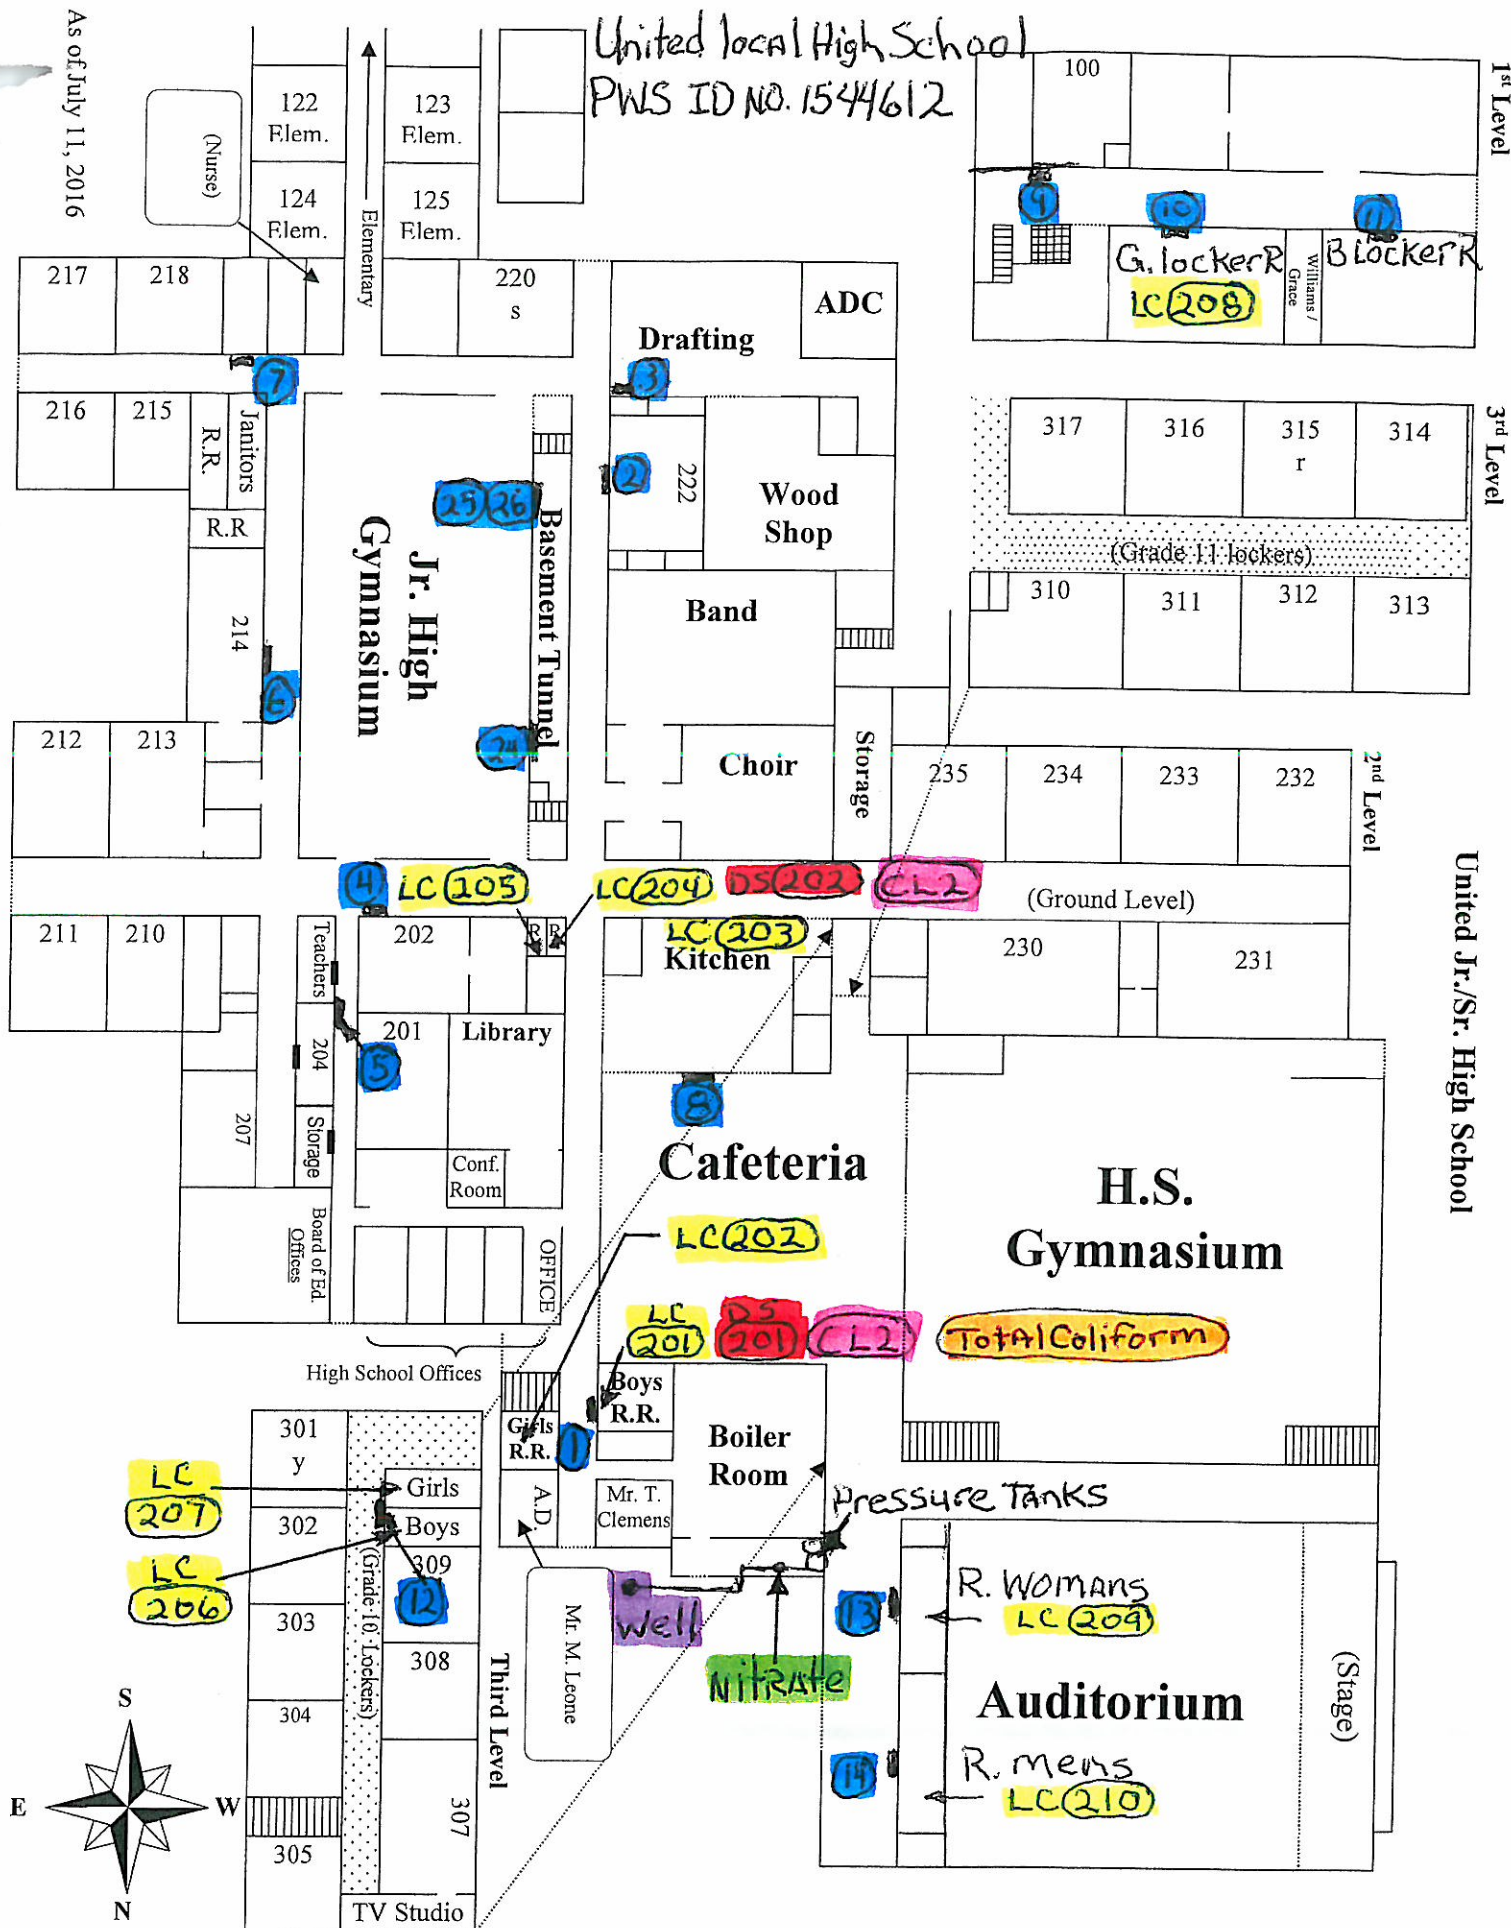 United local High School
PWS ID NO. 1544612
As of July 11, 2016
1st Level
100
9
10
11
G. lockerR
LC 208
Williams /
Grace
B LockerR
(Nurse)
122
Elem.
123
Elem.
124
Elem.
125
Elem.
Elementary
217
218
220
s
Drafting
ADC
3
7
216
215
R.R.
Janitors
R.R
214
6
Jr. High
Gymnasium
25
26
24
Basement Tunnel
2
222
Wood
Shop
Band
Choir
Storage
3rd Level
317
316
315
r
314
(Grade 11 lockers)
310
311
312
313
2nd Level
235
234
233
232
(Ground Level)
230
231
United Jr./Sr. High School
212
213
4
LC 205
LC 204
DS 202
CL2
LC 203
Kitchen
211
210
Teachers
204
Storage
207
202
R
R
201
Library
5
Conf.
Room
Board of Ed.
Offices
OFFICE
High School Offices
8
Cafeteria
H.S.
Gymnasium
LC 202
LC
201
DS
201
CL2
Total Coliform
Boys
R.R.
Girls
R.R.
1
Boiler
Room
A.D.
Mr. T.
Clemens
Pressure Tanks
301
y
LC
207
Girls
302
Boys
LC
206
309
12
303
(Grade 10 Lockers)
308
304
Third Level
307
305
TV Studio
Mr. M. Leone
Well
Nitrate
13
R. Womans
LC 209
Auditorium
(Stage)
14
R. mens
LC 210
S
E
W
N